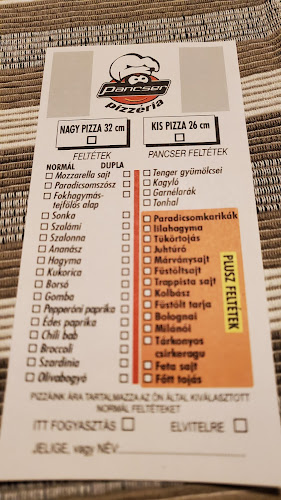 Pancser
pizzéria
NAGY PIZZA 32 cm
KIS PIZZA 26 cm
FELTÉTEK
PANCSER FELTÉTEK
NORMÁL DUPLA
Mozzarella sajt
Paradicsomszósz
Fokhagymás-
tejfölös alap
Sonka
Szalámi
Szalonna
Ananász
Hagyma
Kukorica
Borsó
Gomba
Pepperóni paprika
Édes paprika
Chili bab
Broccoli
Szardínia
Olívabogyó
Tenger gyümölcsei
Kagyló
Garnélarák
Tonhal
Paradicsomkarikák
lilahagyma
Tükörtojás
Juhtúró
Márványsajt
Füstöltsajt
Trappista sajt
Kolbász
Füstölt tarja
Bolognai
Milánói
Tárkonyos
csirkeragu
Feta sajt
Főtt tojás
PLUSZ FELTÉTEK
PIZZÁINK ÁRA TARTALMAZZA AZ ÖN ÁLTAL KIVÁLASZTOTT
NORMÁL FELTÉTEKET
ITT FOGYASZTÁS
ELVITELRE
JELIGE, vagy NÉV